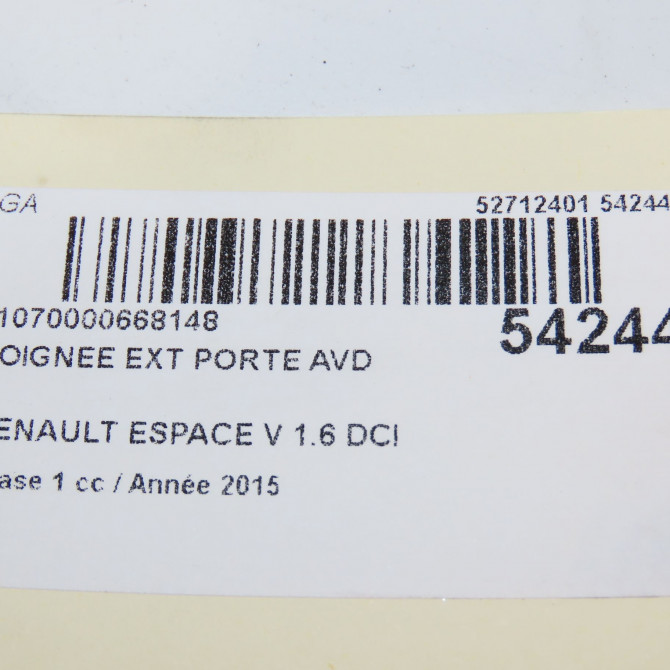 GA
52712401 54244
1070000668148
54244
OIGNEE EXT PORTE AVD
ENAULT ESPACE V 1.6 DCI
ase 1 cc / Année 2015